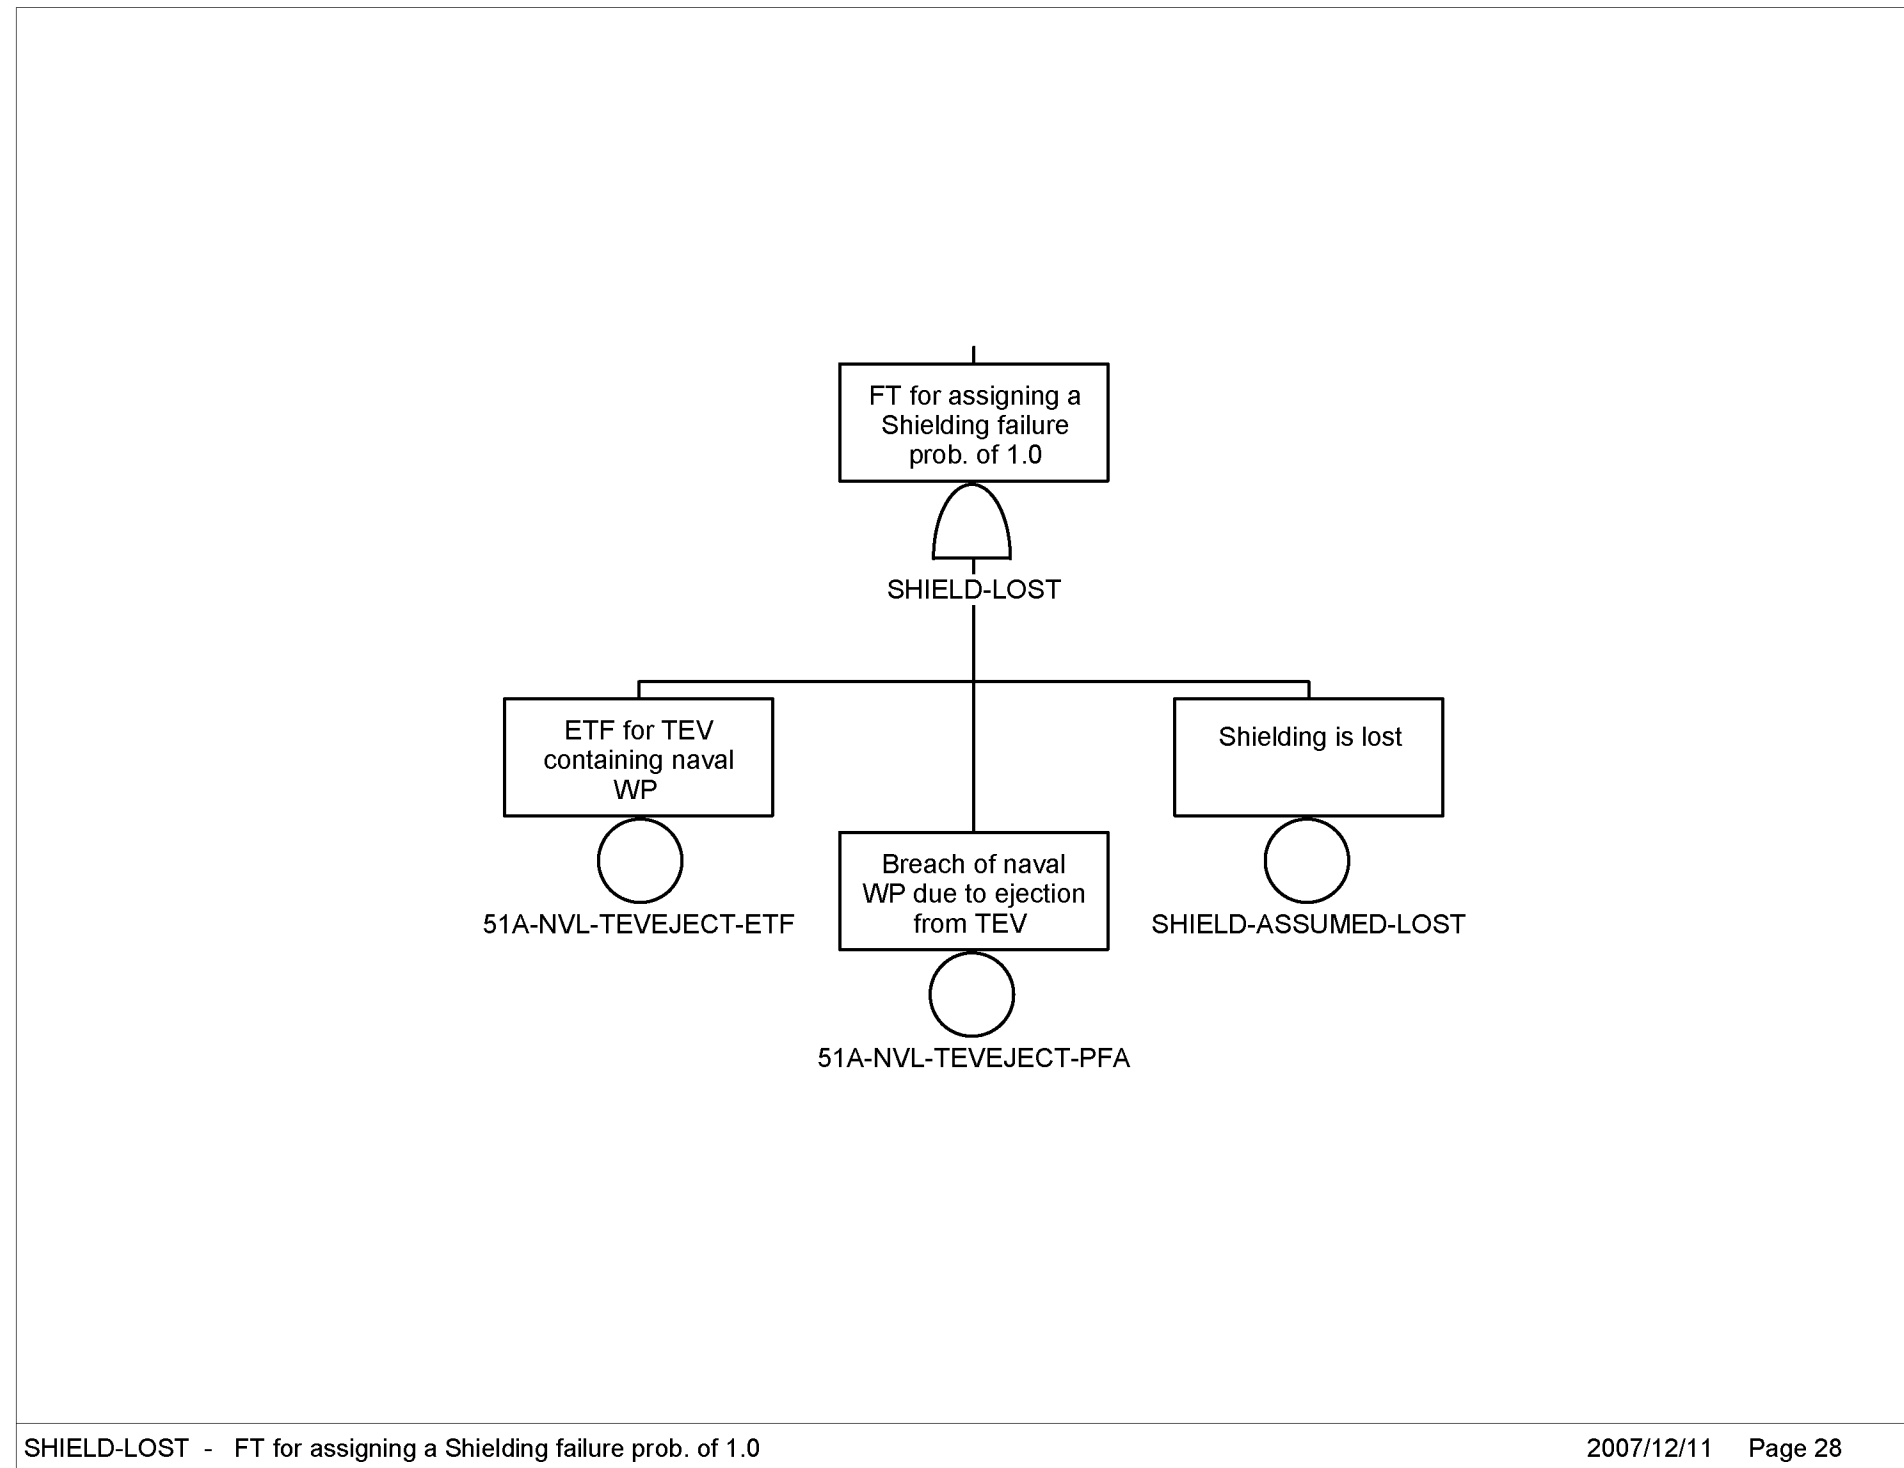 FT for assigning a
Shielding failure
prob. of 1.0
SHIELD-LOST
ETF for TEV
containing naval
WP
51A-NVL-TEVEJECT-ETF
Breach of naval
WP due to ejection
from TEV
51A-NVL-TEVEJECT-PFA
Shielding is lost
SHIELD-ASSUMED-LOST
SHIELD-LOST - FT for assigning a Shielding failure prob. of 1.0
2007/12/11 Page 28